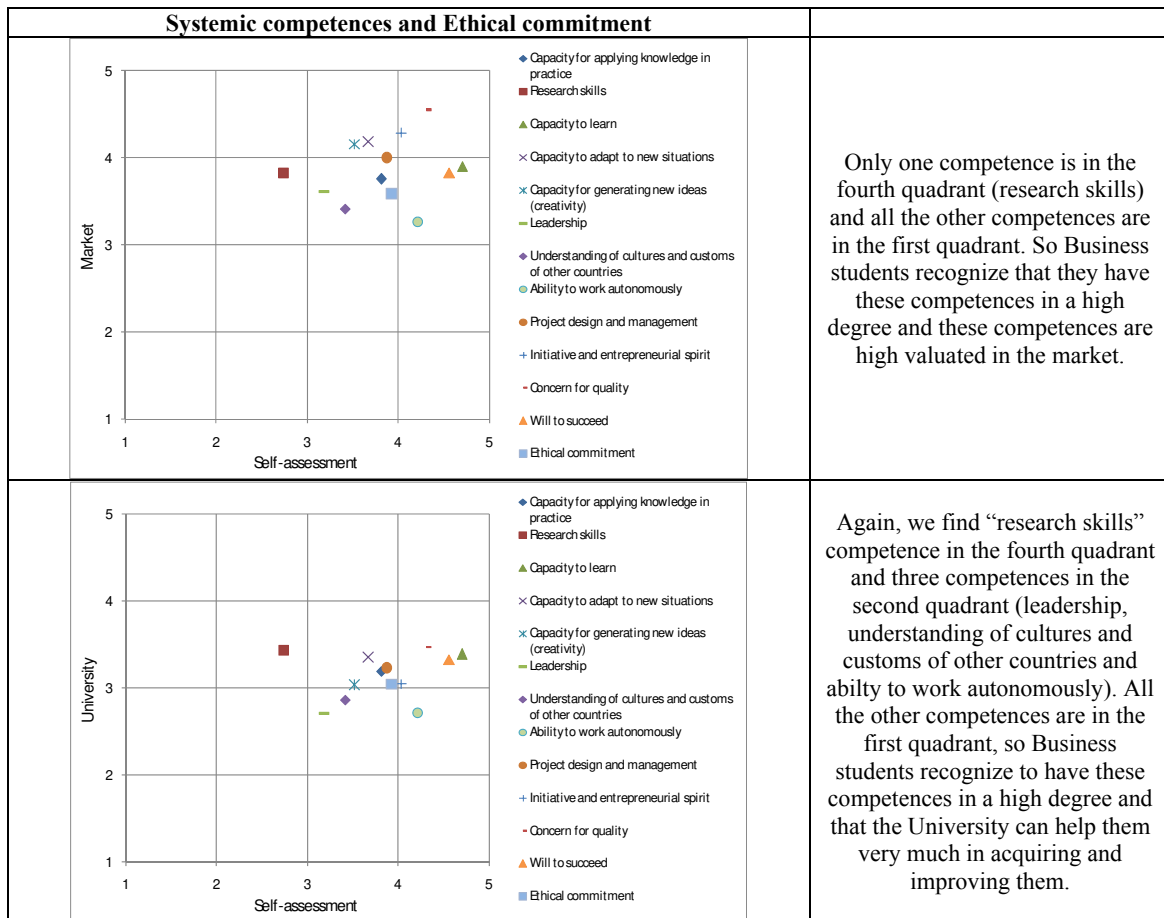 Systemic competences and Ethical commitment
5
4
3
2
1
Market
1 2 3 4 5
Self-assessment
Capacity for applying knowledge in
practice
Research skills
Capacity to learn
Capacity to adapt to new situations
Capacity for generating new ideas
(creativity)
Leadership
Understanding of cultures and customs
of other countries
Ability to work autonomously
Project design and management
Initiative and entrepreneurial spirit
Concern for quality
Will to succeed
Ethical commitment
Only one competence is in the
fourth quadrant (research skills)
and all the other competences are
in the first quadrant. So Business
students recognize that they have
these competences in a high
degree and these competences are
high valuated in the market.
5
4
3
2
1
University
1 2 3 4 5
Self-assessment
Capacity for applying knowledge in
practice
Research skills
Capacity to learn
Capacity to adapt to new situations
Capacity for generating new ideas
(creativity)
Leadership
Understanding of cultures and customs
of other countries
Ability to work autonomously
Project design and management
Initiative and entrepreneurial spirit
Concern for quality
Will to succeed
Ethical commitment
Again, we find “research skills”
competence in the fourth quadrant
and three competences in the
second quadrant (leadership,
understanding of cultures and
customs of other countries and
abilty to work autonomously). All
the other competences are in the
first quadrant, so Business
students recognize to have these
competences in a high degree and
that the University can help them
very much in acquiring and
improving them.